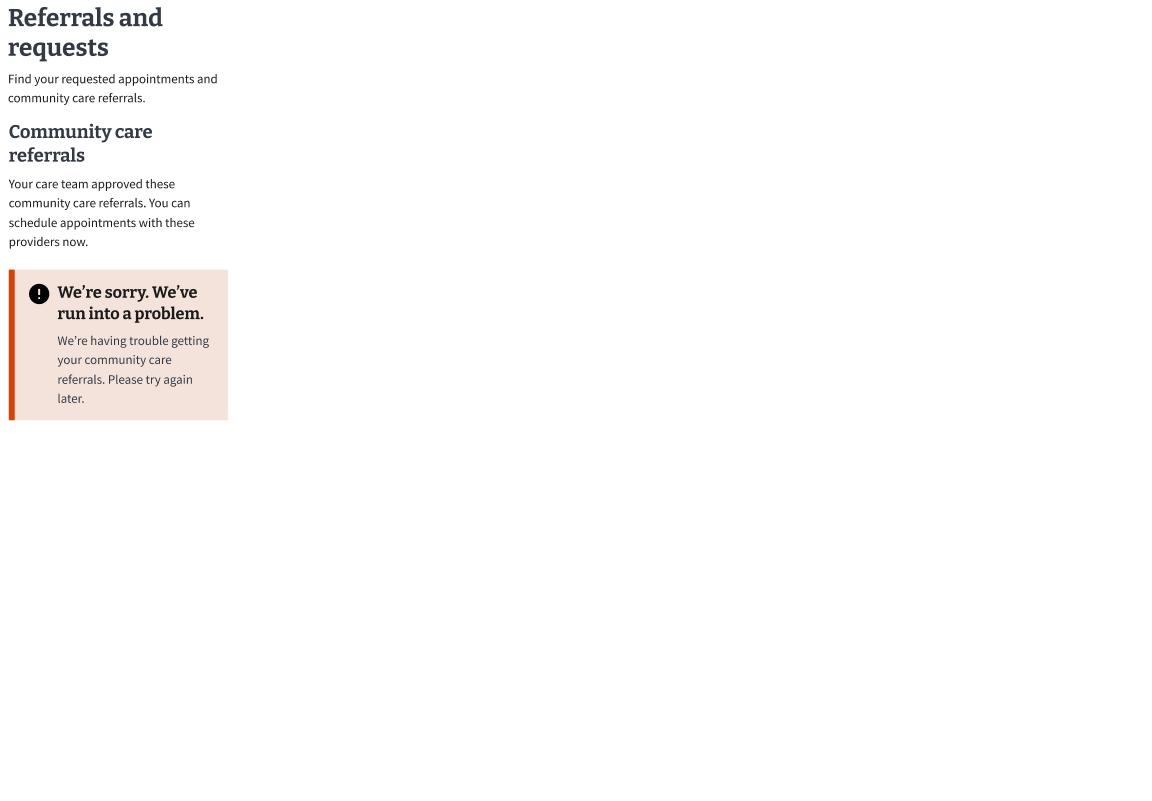 Referrals and
requests
Find your requested appointments and
community care referrals.
Community care
referrals
Your care team approved these
community care referrals. You can
schedule appointments with these
providers now.
We’re sorry. We’ve
run into a problem.
We’re having trouble getting
your community care
referrals. Please try again
later.